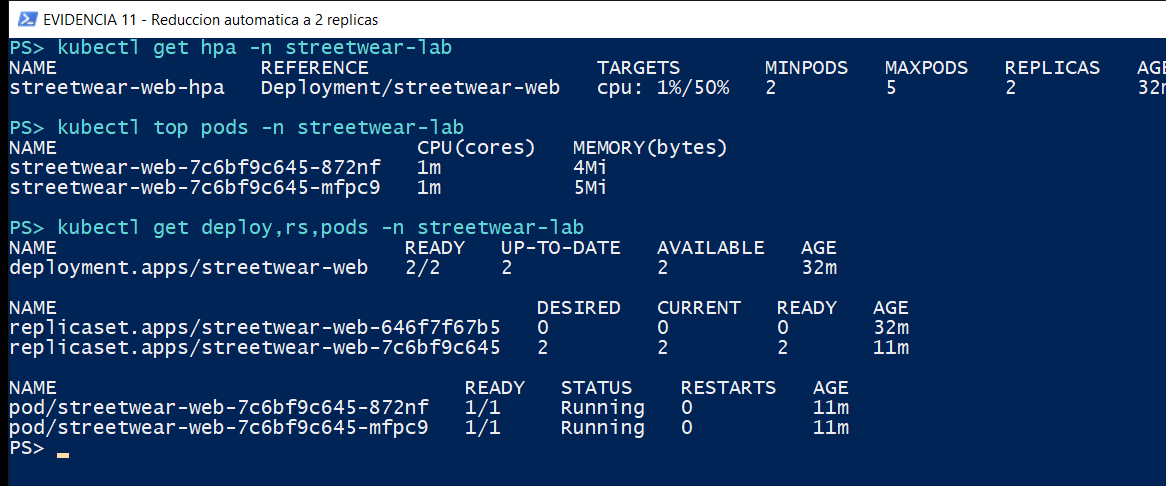 EVIDENCIA 11 - Reduccion automatica a 2 replicas
PS> kubectl get hpa -n streetwear-lab
NAME REFERENCE TARGETS MINPODS MAXPODS REPLICAS AGE
streetwear-web-hpa Deployment/streetwear-web cpu: 1%/50% 2 5 2 32m
PS> kubectl top pods -n streetwear-lab
NAME CPU(cores) MEMORY(bytes)
streetwear-web-7c6bf9c645-872nf 1m 4Mi
streetwear-web-7c6bf9c645-mfpc9 1m 5Mi
PS> kubectl get deploy,rs,pods -n streetwear-lab
NAME READY UP-TO-DATE AVAILABLE AGE
deployment.apps/streetwear-web 2/2 2 2 32m
NAME DESIRED CURRENT READY AGE
replicaset.apps/streetwear-web-646f7f67b5 0 0 0 32m
replicaset.apps/streetwear-web-7c6bf9c645 2 2 2 11m
NAME READY STATUS RESTARTS AGE
pod/streetwear-web-7c6bf9c645-872nf 1/1 Running 0 11m
pod/streetwear-web-7c6bf9c645-mfpc9 1/1 Running 0 11m
PS>